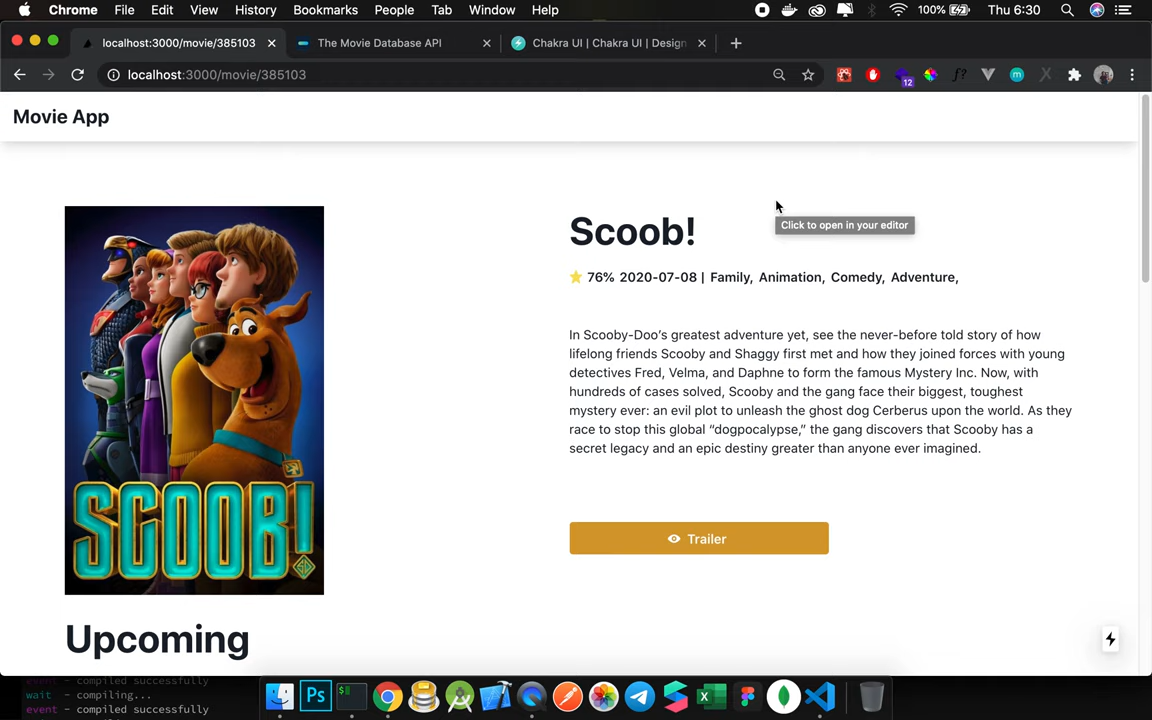 Chrome File Edit View History Bookmarks People Tab Window Help 100% Thu 6:30
localhost:3000/movie/385103 The Movie Database API Chakra UI | Chakra UI | Design
localhost:3000/movie/385103 12 f? m
Movie App
Scoob!
Click to open in your editor
⭐ 76% 2020-07-08 | Family, Animation, Comedy, Adventure,
In Scooby-Doo's greatest adventure yet, see the never-before told story of how
lifelong friends Scooby and Shaggy first met and how they joined forces with young
detectives Fred, Velma, and Daphne to form the famous Mystery Inc. Now, with
hundreds of cases solved, Scooby and the gang face their biggest, toughest
mystery ever: an evil plot to unleash the ghost dog Cerberus upon the world. As they
race to stop this global “dogpocalypse,” the gang discovers that Scooby has a
secret legacy and an epic destiny greater than anyone ever imagined.
SCOOB!
SD
Trailer
Upcoming
event - compiled successfully
wait - compiling...
event - compiled successfully
Ps
$
X